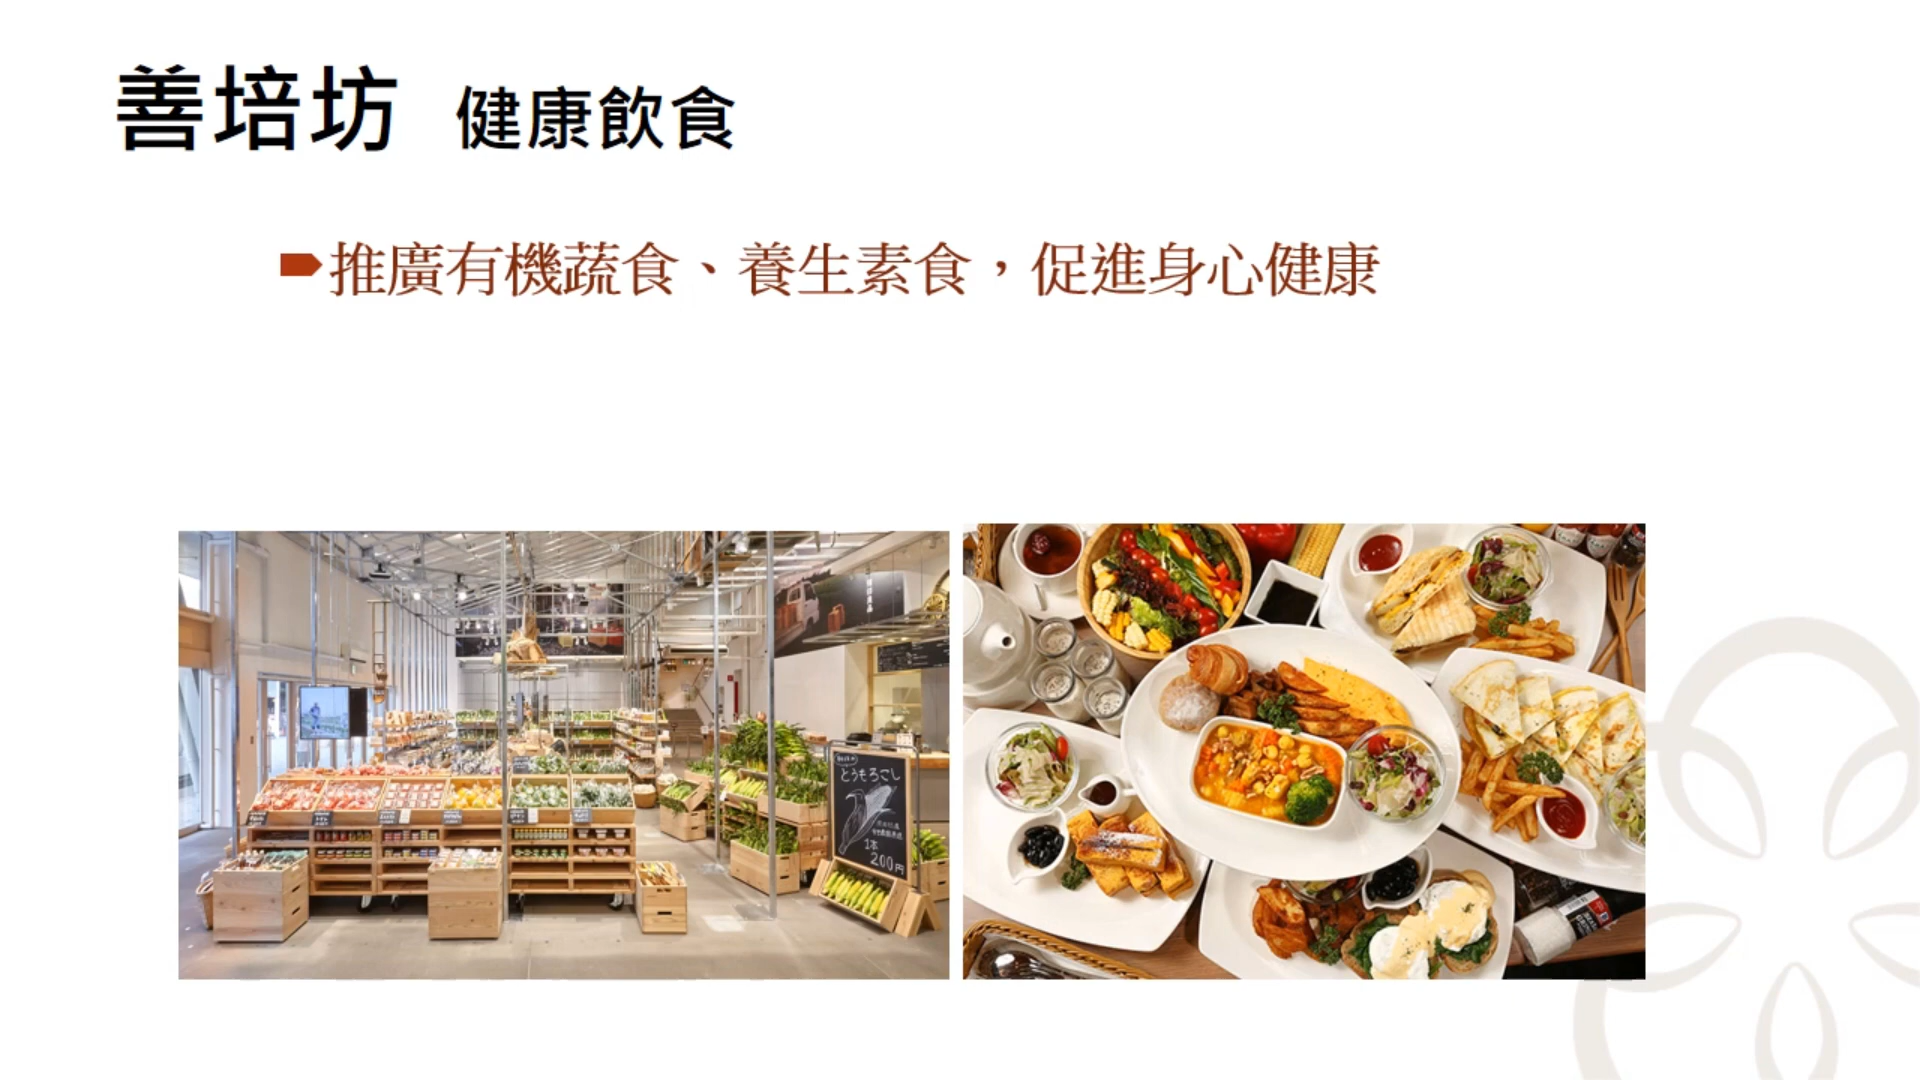 善培坊 健康飲食
推廣有機蔬食、養生素食，促進身心健康
とうもろこし
1本
200円